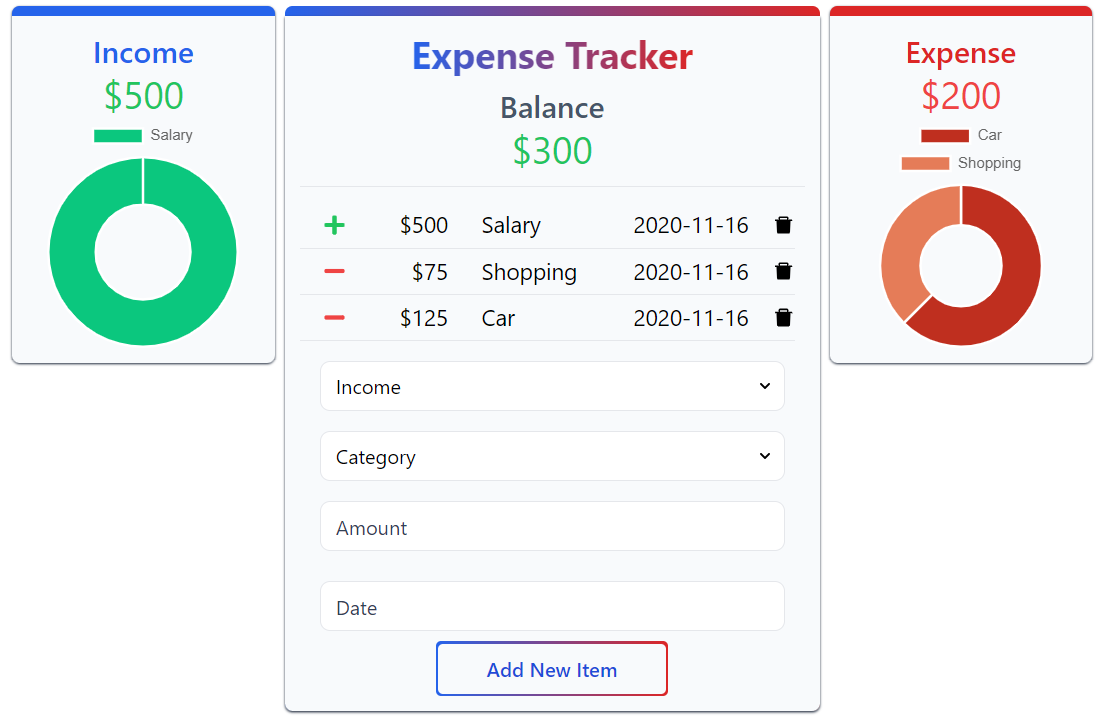 Income
$500
Salary
Expense Tracker
Balance
$300
$500 Salary 2020-11-16
$75 Shopping 2020-11-16
$125 Car 2020-11-16
Income
Category
Amount
Date
Add New Item
Expense
$200
Car
Shopping